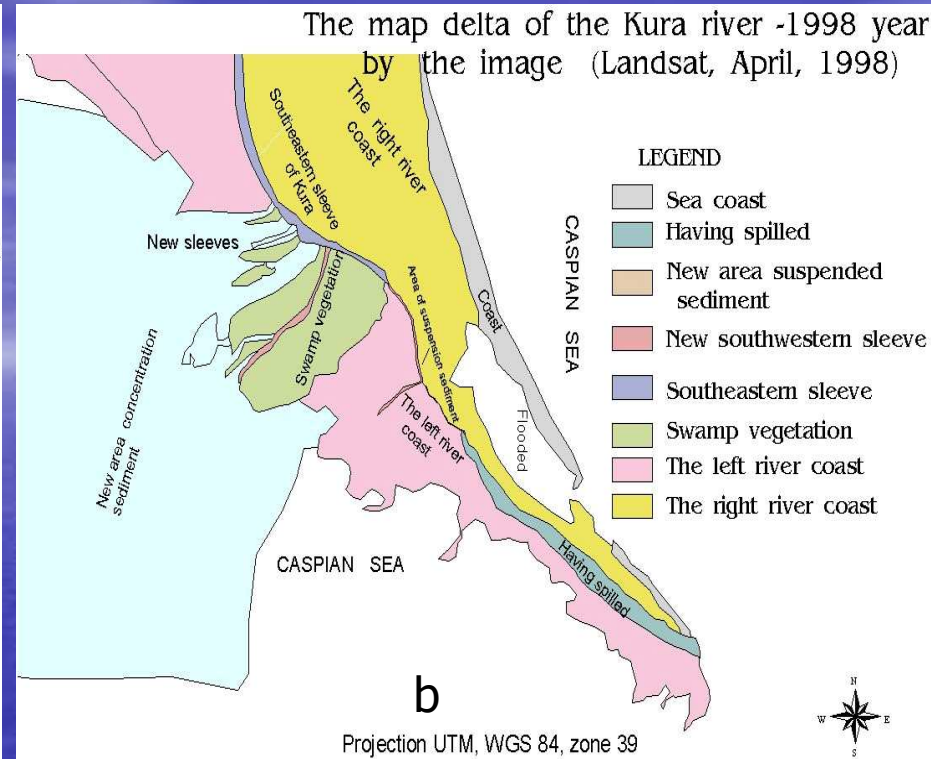 The map delta of the Kura river -1998 year
by the image (Landsat, April, 1998)
The right river
coast
Southeastern sleeve
of Kura
New sleeves
Swamp vegetation
Area of suspension sediment
Coast
CASPIAN SEA
New area concentration
sediment
The left river
coast
Flooded
Having spilled
CASPIAN SEA
LEGEND
Sea coast
Having spilled
New area suspended
sediment
New southwestern sleeve
Southeastern sleeve
Swamp vegetation
The left river coast
The right river coast
b
Projection UTM, WGS 84, zone 39
N
W E
S